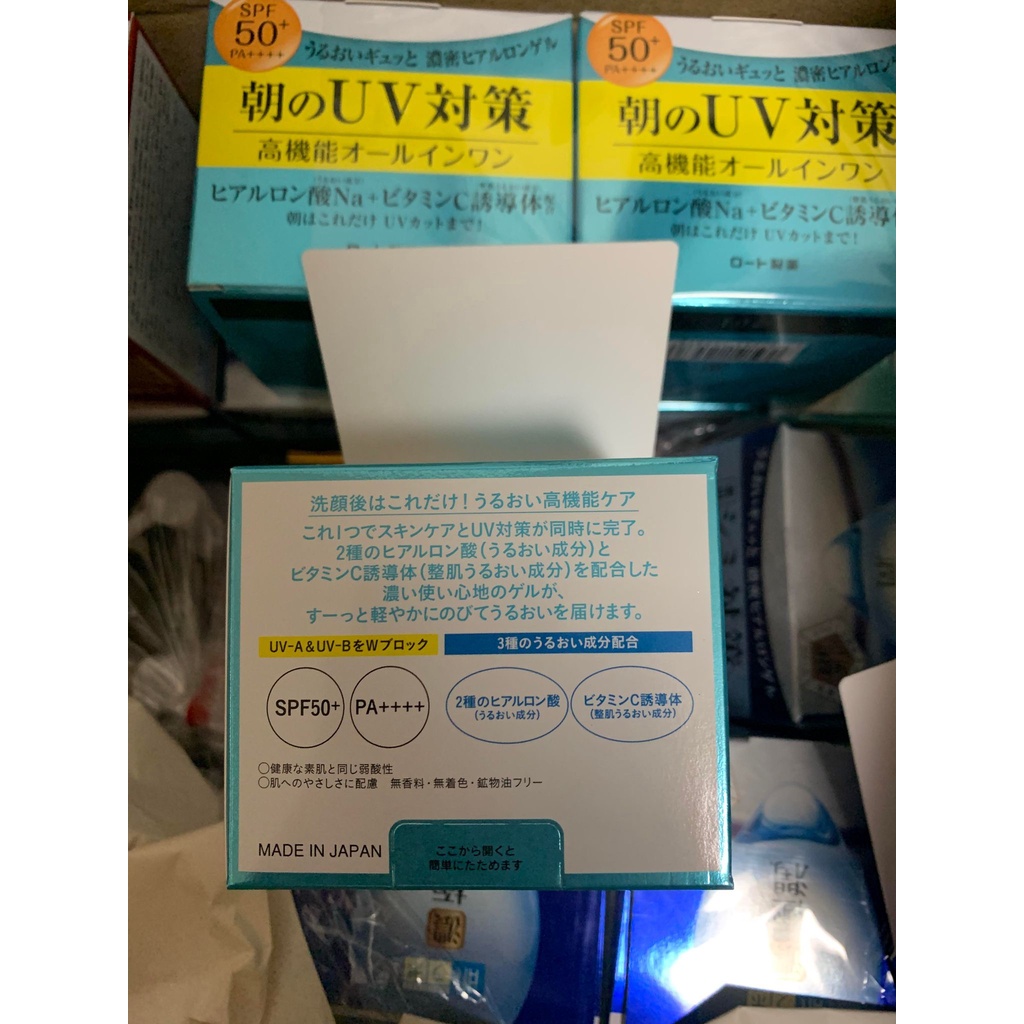 SPF
50+
PA++++
うるおいギュッと 濃密ヒアルロンゲル
朝のUV対策
高機能オールインワン
ヒアルロン酸Na+ビタミンC誘導体配合
朝はこれだけ UVカットまで!
SPF
50+
PA++++
うるおいギュッと 濃密ヒアルロン
朝のUV対策
高機能オールインワン
ヒアルロン酸Na+ビタミンC誘導体
朝はこれだけ UVカットまで!
ロート製薬
洗顔後はこれだけ!うるおい高機能ケア
これ1つでスキンケアとUV対策が同時に完了。
2種のヒアルロン酸(うるおい成分)と
ビタミンC誘導体(整肌うるおい成分)を配合した
濃い使い心地のゲルが、
すーっと軽やかにのびてうるおいを届けます。
UV-A&UV-BをWブロック
3種のうるおい成分配合
SPF50+
PA++++
2種のヒアルロン酸
(うるおい成分)
ビタミンC誘導体
(整肌うるおい成分)
○健康な素肌と同じ弱酸性
○肌へのやさしさに配慮 無香料・無着色・鉱物油フリー
MADE IN JAPAN
ここから開くと
簡単にたためます